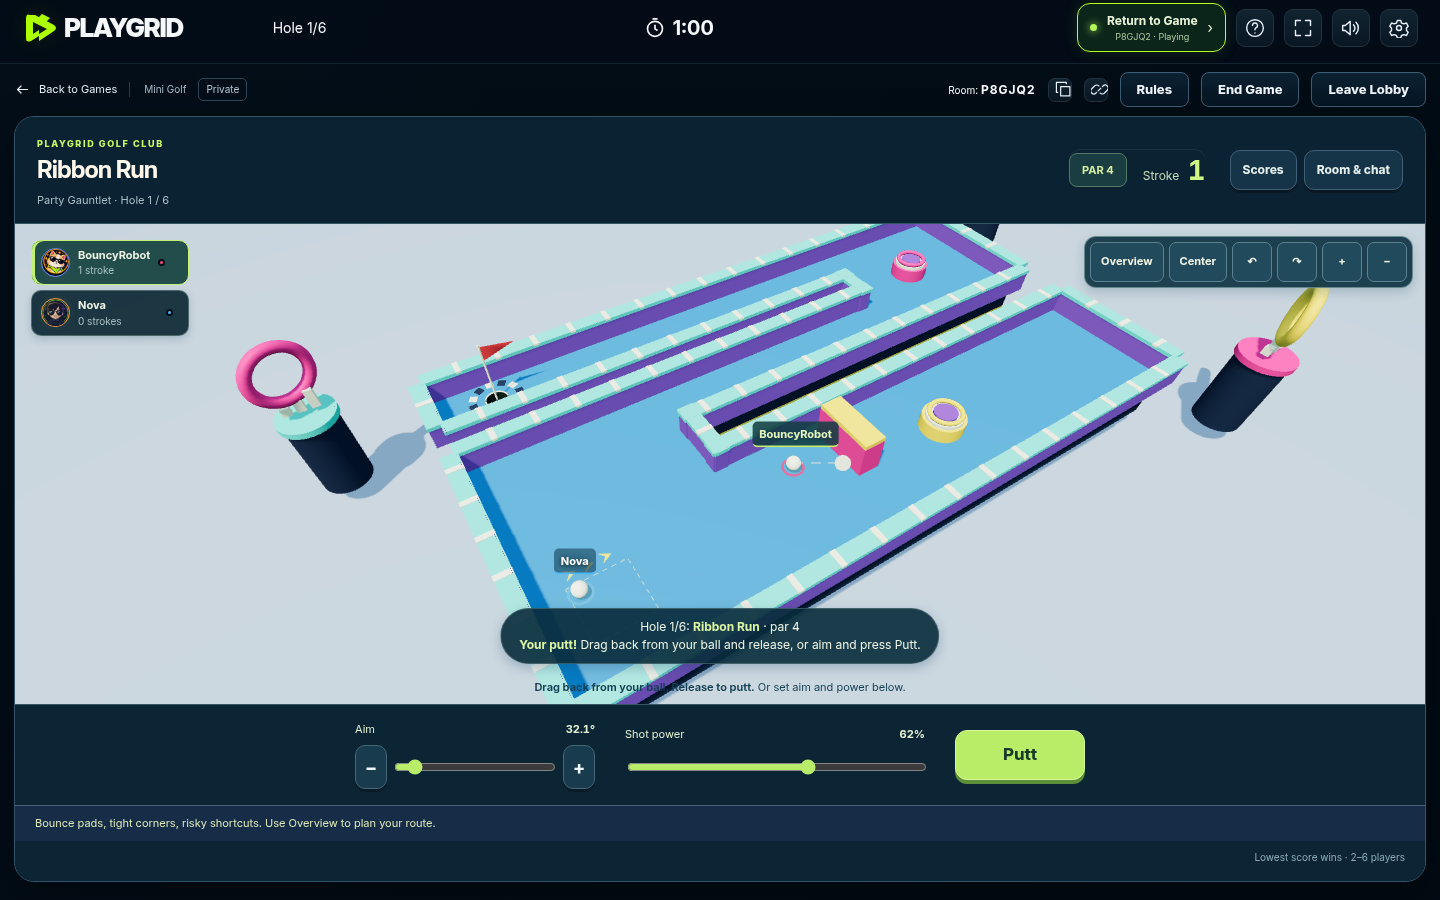 PLAYGRID
Hole 1/6
1:00
Return to Game
P8GJQ2 · Playing
›
Back to Games
Mini Golf
Private
Room: P8GJQ2
Rules
End Game
Leave Lobby
PLAYGRID GOLF CLUB
Ribbon Run
Party Gauntlet · Hole 1 / 6
PAR 4
Stroke 1
Scores
Room & chat
BouncyRobot
1 stroke
Nova
0 strokes
Overview
Center
↶
↷
+
−
BouncyRobot
Nova
Hole 1/6: Ribbon Run · par 4
Your putt! Drag back from your ball and release, or aim and press Putt.
Drag back from your ball. Release to putt. Or set aim and power below.
Aim
32.1°
−
+
Shot power
62%
Putt
Bounce pads, tight corners, risky shortcuts. Use Overview to plan your route.
Lowest score wins · 2–6 players